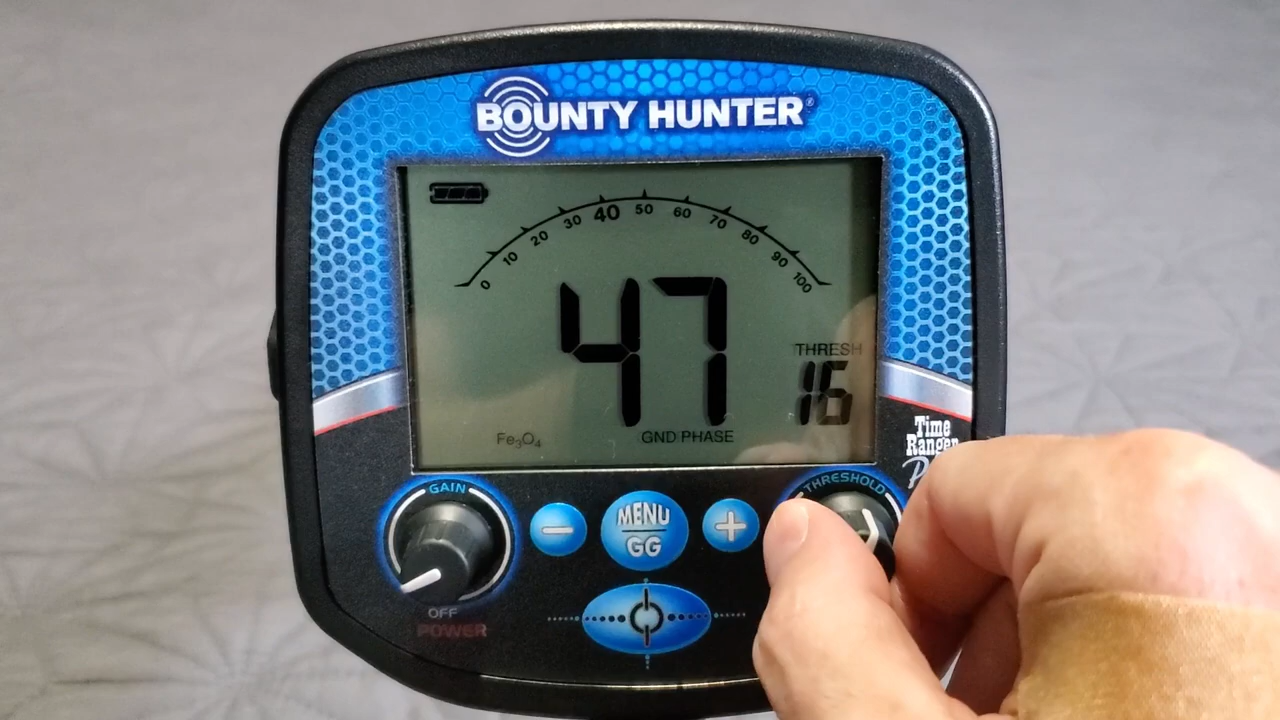 BOUNTY HUNTER®
0 10 20 30 40 50 60 70 80 90 100
47
THRESH
16
Fe₃O₄
GND PHASE
Time
Ranger
GAIN
THRESHOLD
−
MENU
GG
+
OFF
POWER